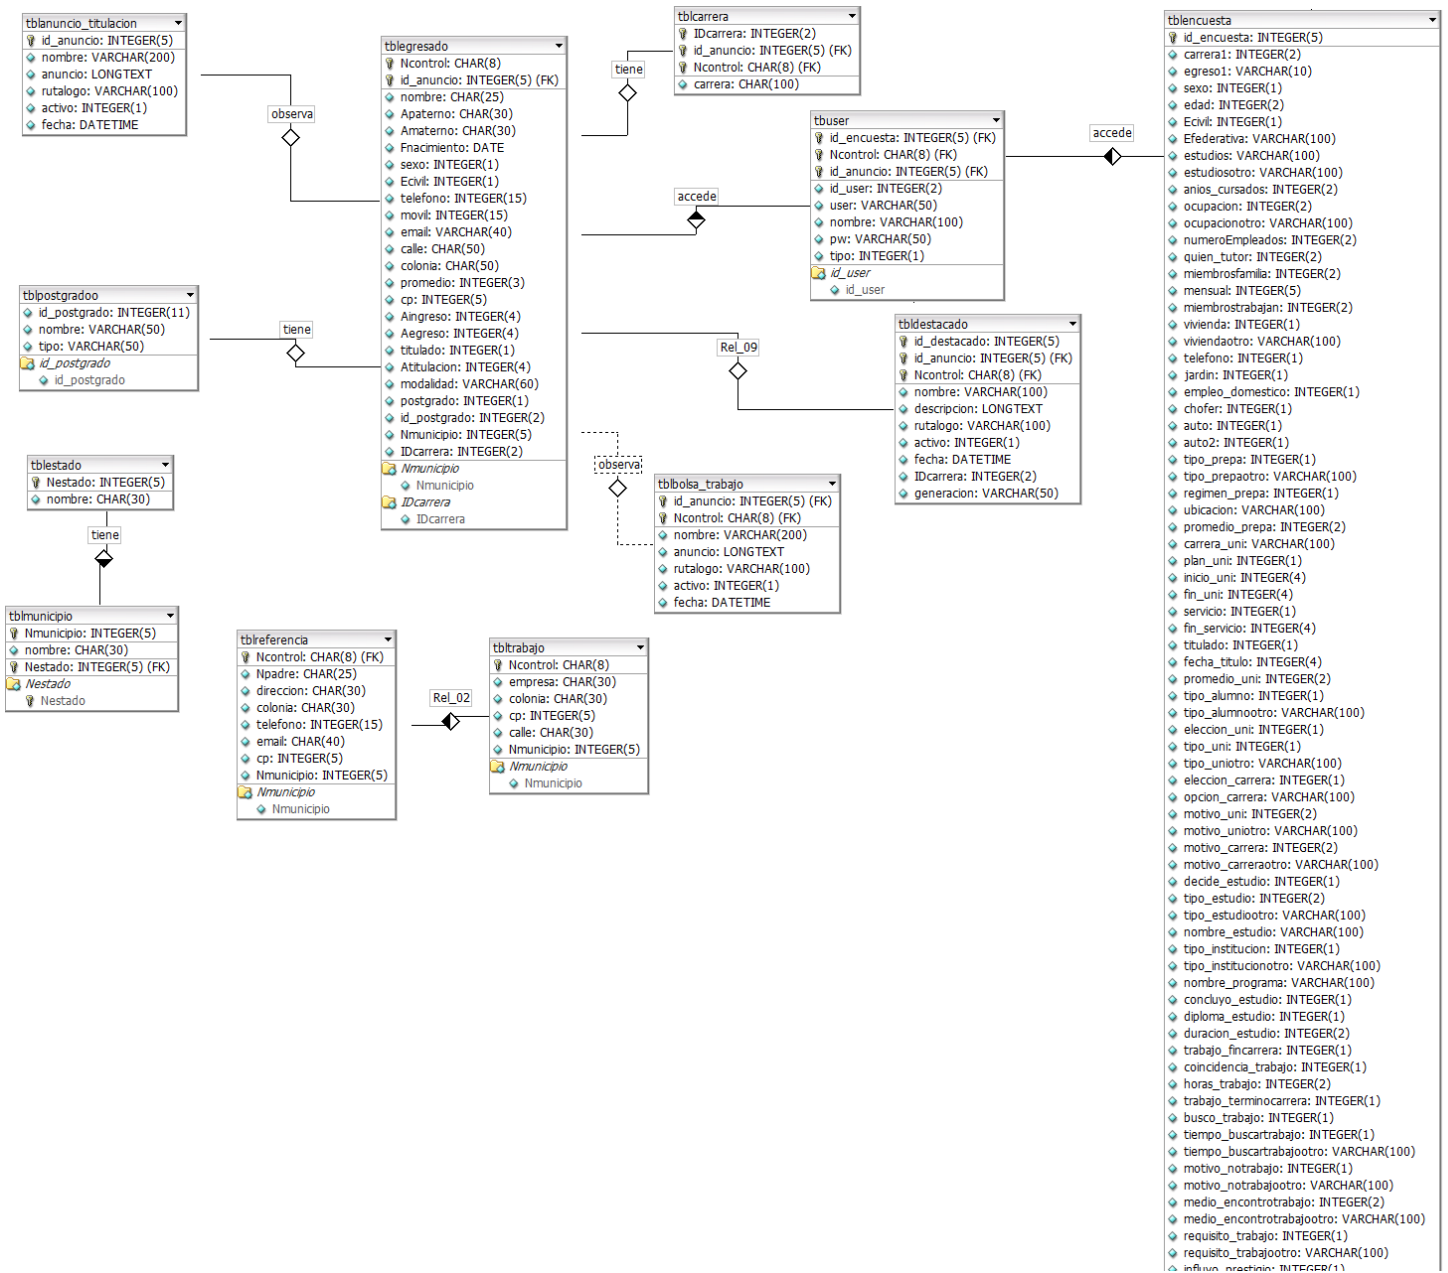 tblanuncio_titulacion
id_anuncio: INTEGER(5)
nombre: VARCHAR(200)
anuncio: LONGTEXT
rutalogo: VARCHAR(100)
activo: INTEGER(1)
fecha: DATETIME
observa
tblegresado
Ncontrol: CHAR(8)
id_anuncio: INTEGER(5) (FK)
nombre: CHAR(25)
Apaterno: CHAR(30)
Amaterno: CHAR(30)
Fnacimiento: DATE
sexo: INTEGER(1)
Ecivil: INTEGER(1)
telefono: INTEGER(15)
movil: INTEGER(15)
email: VARCHAR(40)
calle: CHAR(50)
colonia: CHAR(50)
promedio: INTEGER(3)
cp: INTEGER(5)
Aingreso: INTEGER(4)
Aegreso: INTEGER(4)
titulado: INTEGER(1)
Atitulacion: INTEGER(4)
modalidad: VARCHAR(60)
postgrado: INTEGER(1)
id_postgrado: INTEGER(2)
Nmunicipio: INTEGER(5)
IDcarrera: INTEGER(2)
Nmunicipio
Nmunicipio
IDcarrera
IDcarrera
tiene
tblcarrera
IDcarrera: INTEGER(2)
id_anuncio: INTEGER(5) (FK)
Ncontrol: CHAR(8) (FK)
carrera: CHAR(100)
accede
tbuser
id_encuesta: INTEGER(5) (FK)
Ncontrol: CHAR(8) (FK)
id_anuncio: INTEGER(5) (FK)
id_user: INTEGER(2)
user: VARCHAR(50)
nombre: VARCHAR(100)
pw: VARCHAR(50)
tipo: INTEGER(1)
id_user
id_user
accede
tblpostgradoo
id_postgrado: INTEGER(11)
nombre: VARCHAR(50)
tipo: VARCHAR(50)
id_postgrado
id_postgrado
tiene
Rel_09
tbldestacado
id_destacado: INTEGER(5)
id_anuncio: INTEGER(5) (FK)
Ncontrol: CHAR(8) (FK)
nombre: VARCHAR(100)
descripcion: LONGTEXT
rutalogo: VARCHAR(100)
activo: INTEGER(1)
fecha: DATETIME
IDcarrera: INTEGER(2)
generacion: VARCHAR(50)
observa
tblbolsa_trabajo
id_anuncio: INTEGER(5) (FK)
Ncontrol: CHAR(8) (FK)
nombre: VARCHAR(200)
anuncio: LONGTEXT
rutalogo: VARCHAR(100)
activo: INTEGER(1)
fecha: DATETIME
tblestado
Nestado: INTEGER(5)
nombre: CHAR(30)
tiene
tblmunicipio
Nmunicipio: INTEGER(5)
nombre: CHAR(30)
Nestado: INTEGER(5) (FK)
Nestado
Nestado
tblreferencia
Ncontrol: CHAR(8) (FK)
Npadre: CHAR(25)
direccion: CHAR(30)
colonia: CHAR(30)
telefono: INTEGER(15)
email: CHAR(40)
cp: INTEGER(5)
Nmunicipio: INTEGER(5)
Nmunicipio
Nmunicipio
Rel_02
tbltrabajo
Ncontrol: CHAR(8)
empresa: CHAR(30)
colonia: CHAR(30)
cp: INTEGER(5)
calle: CHAR(30)
Nmunicipio: INTEGER(5)
Nmunicipio
Nmunicipio
tblencuesta
id_encuesta: INTEGER(5)
carrera1: INTEGER(2)
egreso1: VARCHAR(10)
sexo: INTEGER(1)
edad: INTEGER(2)
Ecivil: INTEGER(1)
Efederativa: VARCHAR(100)
estudios: VARCHAR(100)
estudiosotro: VARCHAR(100)
anios_cursados: INTEGER(2)
ocupacion: INTEGER(2)
ocupacionotro: VARCHAR(100)
numeroEmpleados: INTEGER(2)
quien_tutor: INTEGER(2)
miembrosfamilia: INTEGER(2)
mensual: INTEGER(5)
miembrostrabajan: INTEGER(2)
vivienda: INTEGER(1)
viviendaotro: VARCHAR(100)
telefono: INTEGER(1)
jardin: INTEGER(1)
empleo_domestico: INTEGER(1)
chofer: INTEGER(1)
auto: INTEGER(1)
auto2: INTEGER(1)
tipo_prepa: INTEGER(1)
tipo_prepaotro: VARCHAR(100)
regimen_prepa: INTEGER(1)
ubicacion: VARCHAR(100)
promedio_prepa: INTEGER(2)
carrera_uni: VARCHAR(100)
plan_uni: INTEGER(1)
inicio_uni: INTEGER(4)
fin_uni: INTEGER(4)
servicio: INTEGER(1)
fin_servicio: INTEGER(4)
titulado: INTEGER(1)
fecha_titulo: INTEGER(4)
promedio_uni: INTEGER(2)
tipo_alumno: INTEGER(1)
tipo_alumnootro: VARCHAR(100)
eleccion_uni: INTEGER(1)
tipo_uni: INTEGER(1)
tipo_uniotro: VARCHAR(100)
eleccion_carrera: INTEGER(1)
opcion_carrera: VARCHAR(100)
motivo_uni: INTEGER(2)
motivo_uniotro: VARCHAR(100)
motivo_carrera: INTEGER(2)
motivo_carreraotro: VARCHAR(100)
decide_estudio: INTEGER(1)
tipo_estudio: INTEGER(2)
tipo_estudiootro: VARCHAR(100)
nombre_estudio: VARCHAR(100)
tipo_institucion: INTEGER(1)
tipo_institucionotro: VARCHAR(100)
nombre_programa: VARCHAR(100)
concluyo_estudio: INTEGER(1)
diploma_estudio: INTEGER(1)
duracion_estudio: INTEGER(2)
trabajo_fincarrera: INTEGER(1)
coincidencia_trabajo: INTEGER(1)
horas_trabajo: INTEGER(2)
trabajo_terminocarrera: INTEGER(1)
busco_trabajo: INTEGER(1)
tiempo_buscartrabajo: INTEGER(1)
tiempo_buscartrabajootro: VARCHAR(100)
motivo_notrabajo: INTEGER(1)
motivo_notrabajootro: VARCHAR(100)
medio_encontrotrabajo: INTEGER(2)
medio_encontrotrabajootro: VARCHAR(100)
requisito_trabajo: INTEGER(1)
requisito_trabajootro: VARCHAR(100)
influyo_prestigio: INTEGER(1)